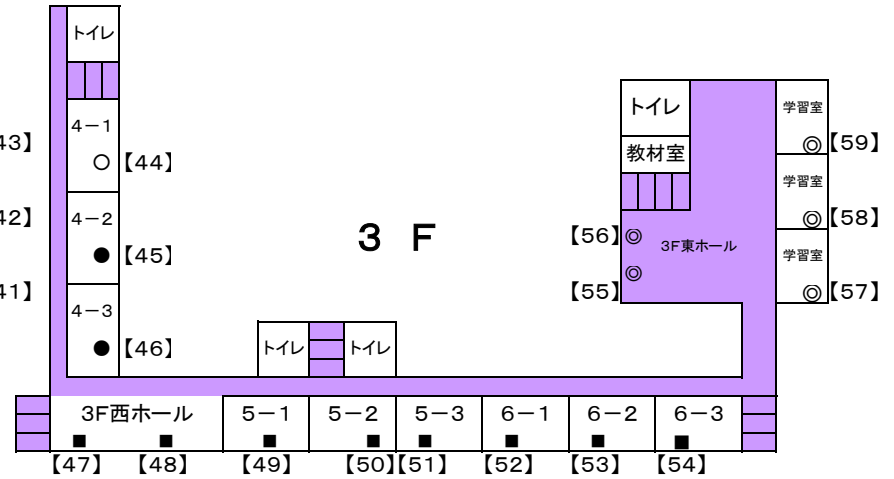 トイレ
4－1
○【44】
4－2
●【45】
4－3
●【46】
43】
42】
41】
3 F
トイレ
トイレ
トイレ
教材室
【56】◎
3F東ホール
◎
【55】
学習室
◎【59】
学習室
◎【58】
学習室
◎【57】
3F西ホール
5－1
5－2
5－3
6－1
6－2
6－3
■ ■ ■ ■ ■ ■ ■ ■
【47】 【48】 【49】 【50】【51】 【52】 【53】 【54】